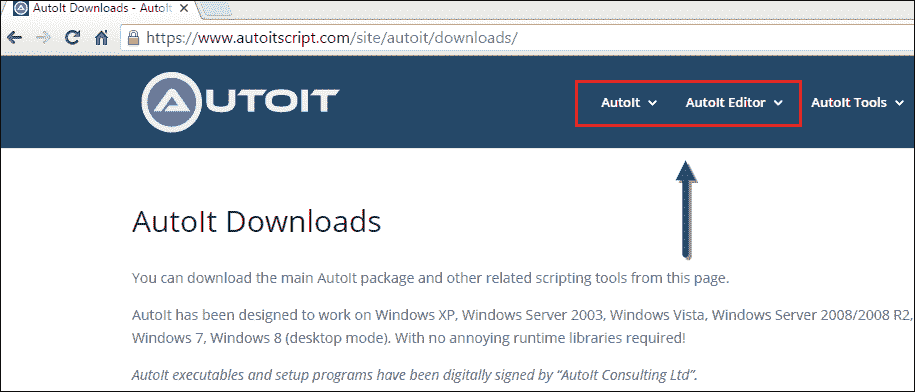 AutoIt Downloads - AutoIt
https://www.autoitscript.com/site/autoit/downloads/
AUTOIT
AutoIt
AutoIt Editor
AutoIt Tools
AutoIt Downloads
You can download the main AutoIt package and other related scripting tools from this page.
AutoIt has been designed to work on Windows XP, Windows Server 2003, Windows Vista, Windows Server 2008/2008 R2,
Windows 7, Windows 8 (desktop mode). With no annoying runtime libraries required!
AutoIt executables and setup programs have been digitally signed by “AutoIt Consulting Ltd”.